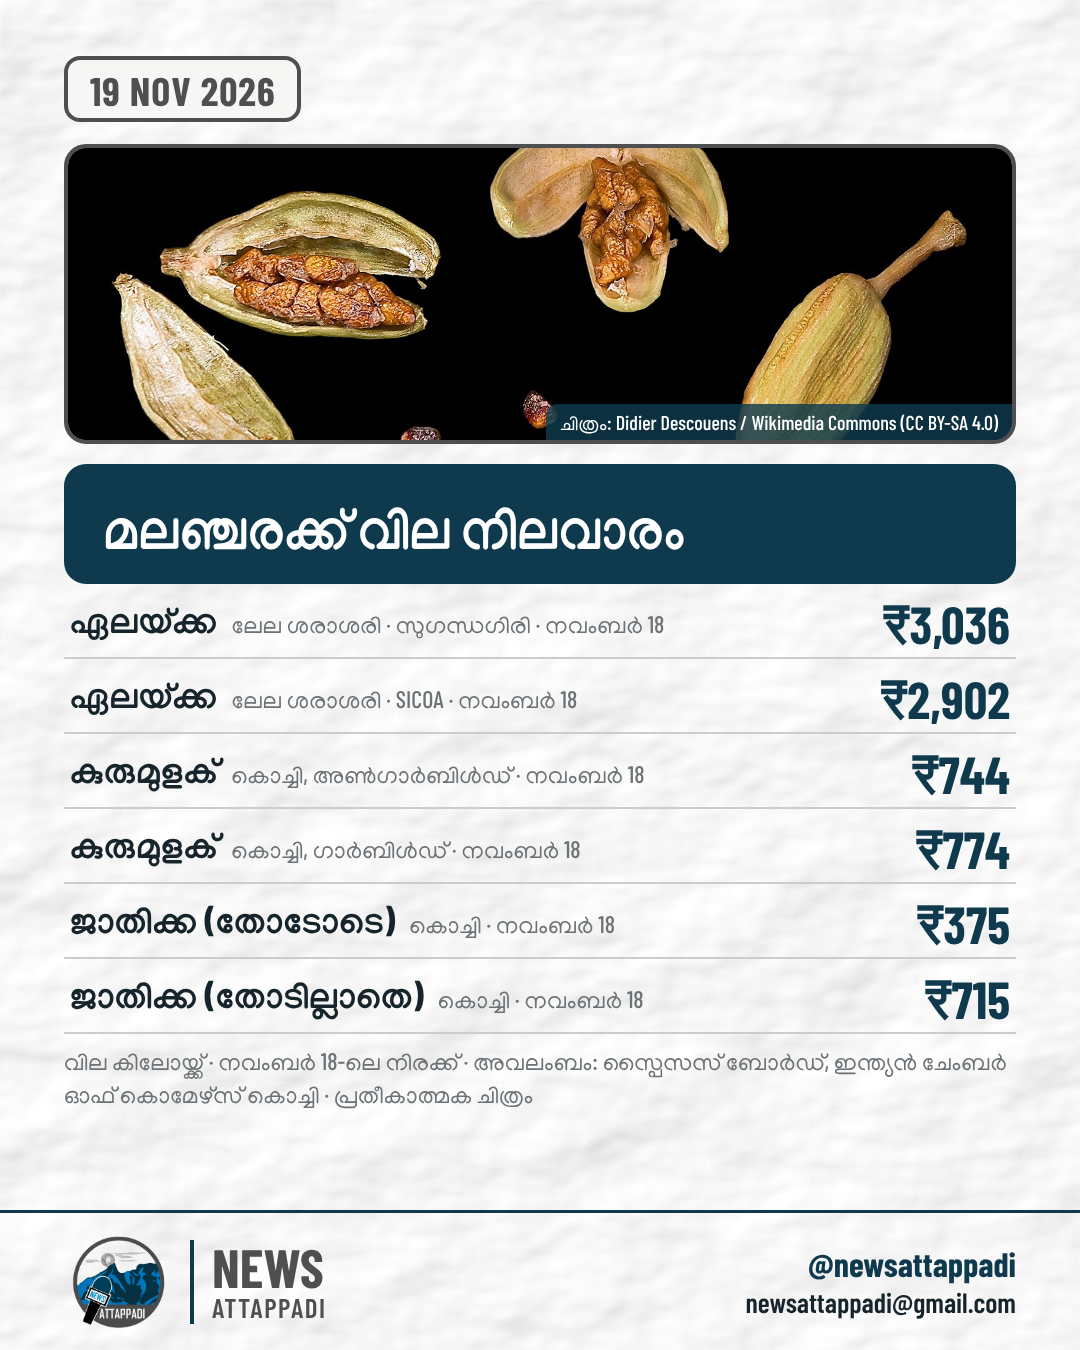 19 NOV 2026
ചിത്രം: Didier Descouens / Wikimedia Commons (CC BY-SA 4.0)
മലഞ്ചരക്ക് വില നിലവാരം
ഏലയ്ക്ക ലേല ശരാശരി · സുഗന്ധഗിരി · നവംബർ 18 ₹3,036
ഏലയ്ക്ക ലേല ശരാശരി · SICOA · നവംബർ 18 ₹2,902
കുരുമുളക് കൊച്ചി, അൺഗാർബിൾഡ് · നവംബർ 18 ₹744
കുരുമുളക് കൊച്ചി, ഗാർബിൾഡ് · നവംബർ 18 ₹774
ജാതിക്ക (തോടോടെ) കൊച്ചി · നവംബർ 18 ₹375
ജാതിക്ക (തോടില്ലാതെ) കൊച്ചി · നവംബർ 18 ₹715
വില കിലോയ്ക്ക് · നവംബർ 18-ലെ നിരക്ക് · അവലംബം: സ്പൈസസ് ബോർഡ്, ഇന്ത്യൻ ചേംബർ
ഓഫ് കൊമേഴ്സ് കൊച്ചി · പ്രതീകാത്മക ചിത്രം
NEWS
ATTAPPADI
NEWS
ATTAPPADI
@newsattappadi
newsattappadi@gmail.com